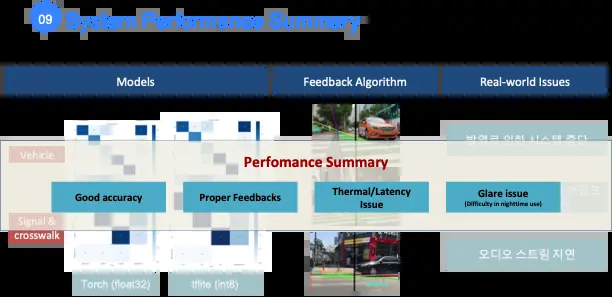 09
System Performance Summary
Models
Feedback Algorithm
Real-world Issues
발열로 인한 시스템 중단
Vehicle
Perfomance Summary
Good accuracy
Proper Feedbacks
Thermal/Latency
Issue
Glare issue
(Difficulty in nighttime use)
Signal &
crosswalk
오디오 스트림 지연
Torch (float32)
tflite (int8)